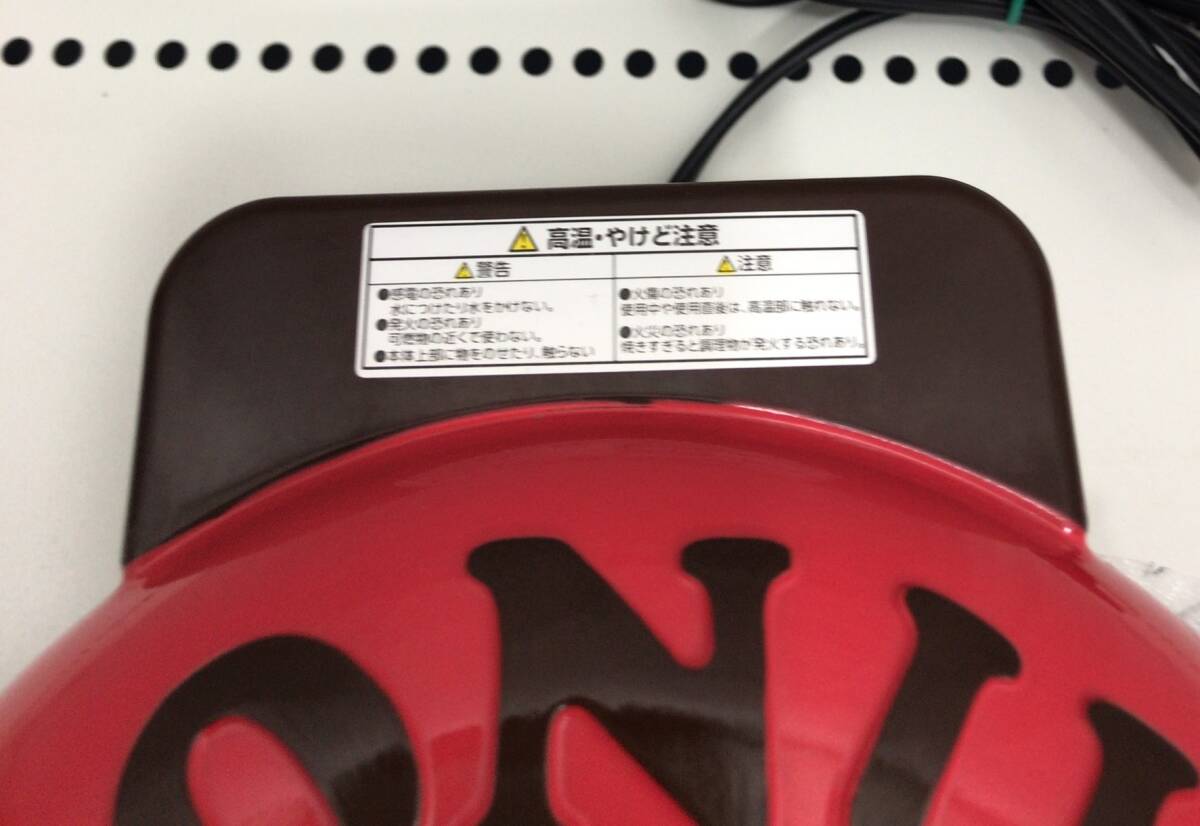 高温・やけど注意
警告
●感電の恐れあり
水につけたり水をかけない。
●発火の恐れあり
可燃物の近くで使わない。
●本体上部に物をのせたり、触らない
注意
●火傷の恐れあり
使用中や使用直後は、高温部に触れない。
●火災の恐れあり
焼きすぎると調理物が発火する恐れあり。
ONU